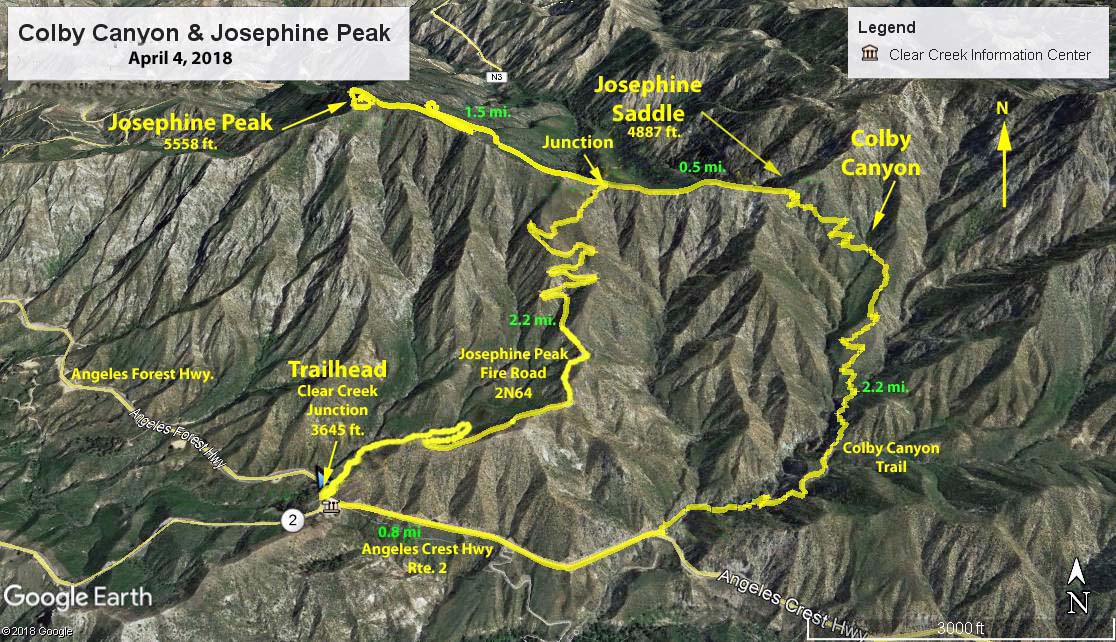 Colby Canyon & Josephine Peak
April 4, 2018
Legend
Clear Creek Information Center
N3
Josephine Peak
5558 ft.
1.5 mi.
Josephine
Saddle
4887 ft.
Junction
0.5 mi.
Colby
Canyon
N
2.2 mi.
Josephine Peak
Fire Road
2N64
Trailhead
Clear Creek
Junction
3645 ft.
Angeles Forest Hwy.
Angeles Forest Hwy
2.2 mi.
Colby Canyon
Trail
2
0.8 mi
Angeles Crest Hwy
Rte. 2
Angeles Crest Hwy
N
Google Earth
©2018 Google
3000 ft